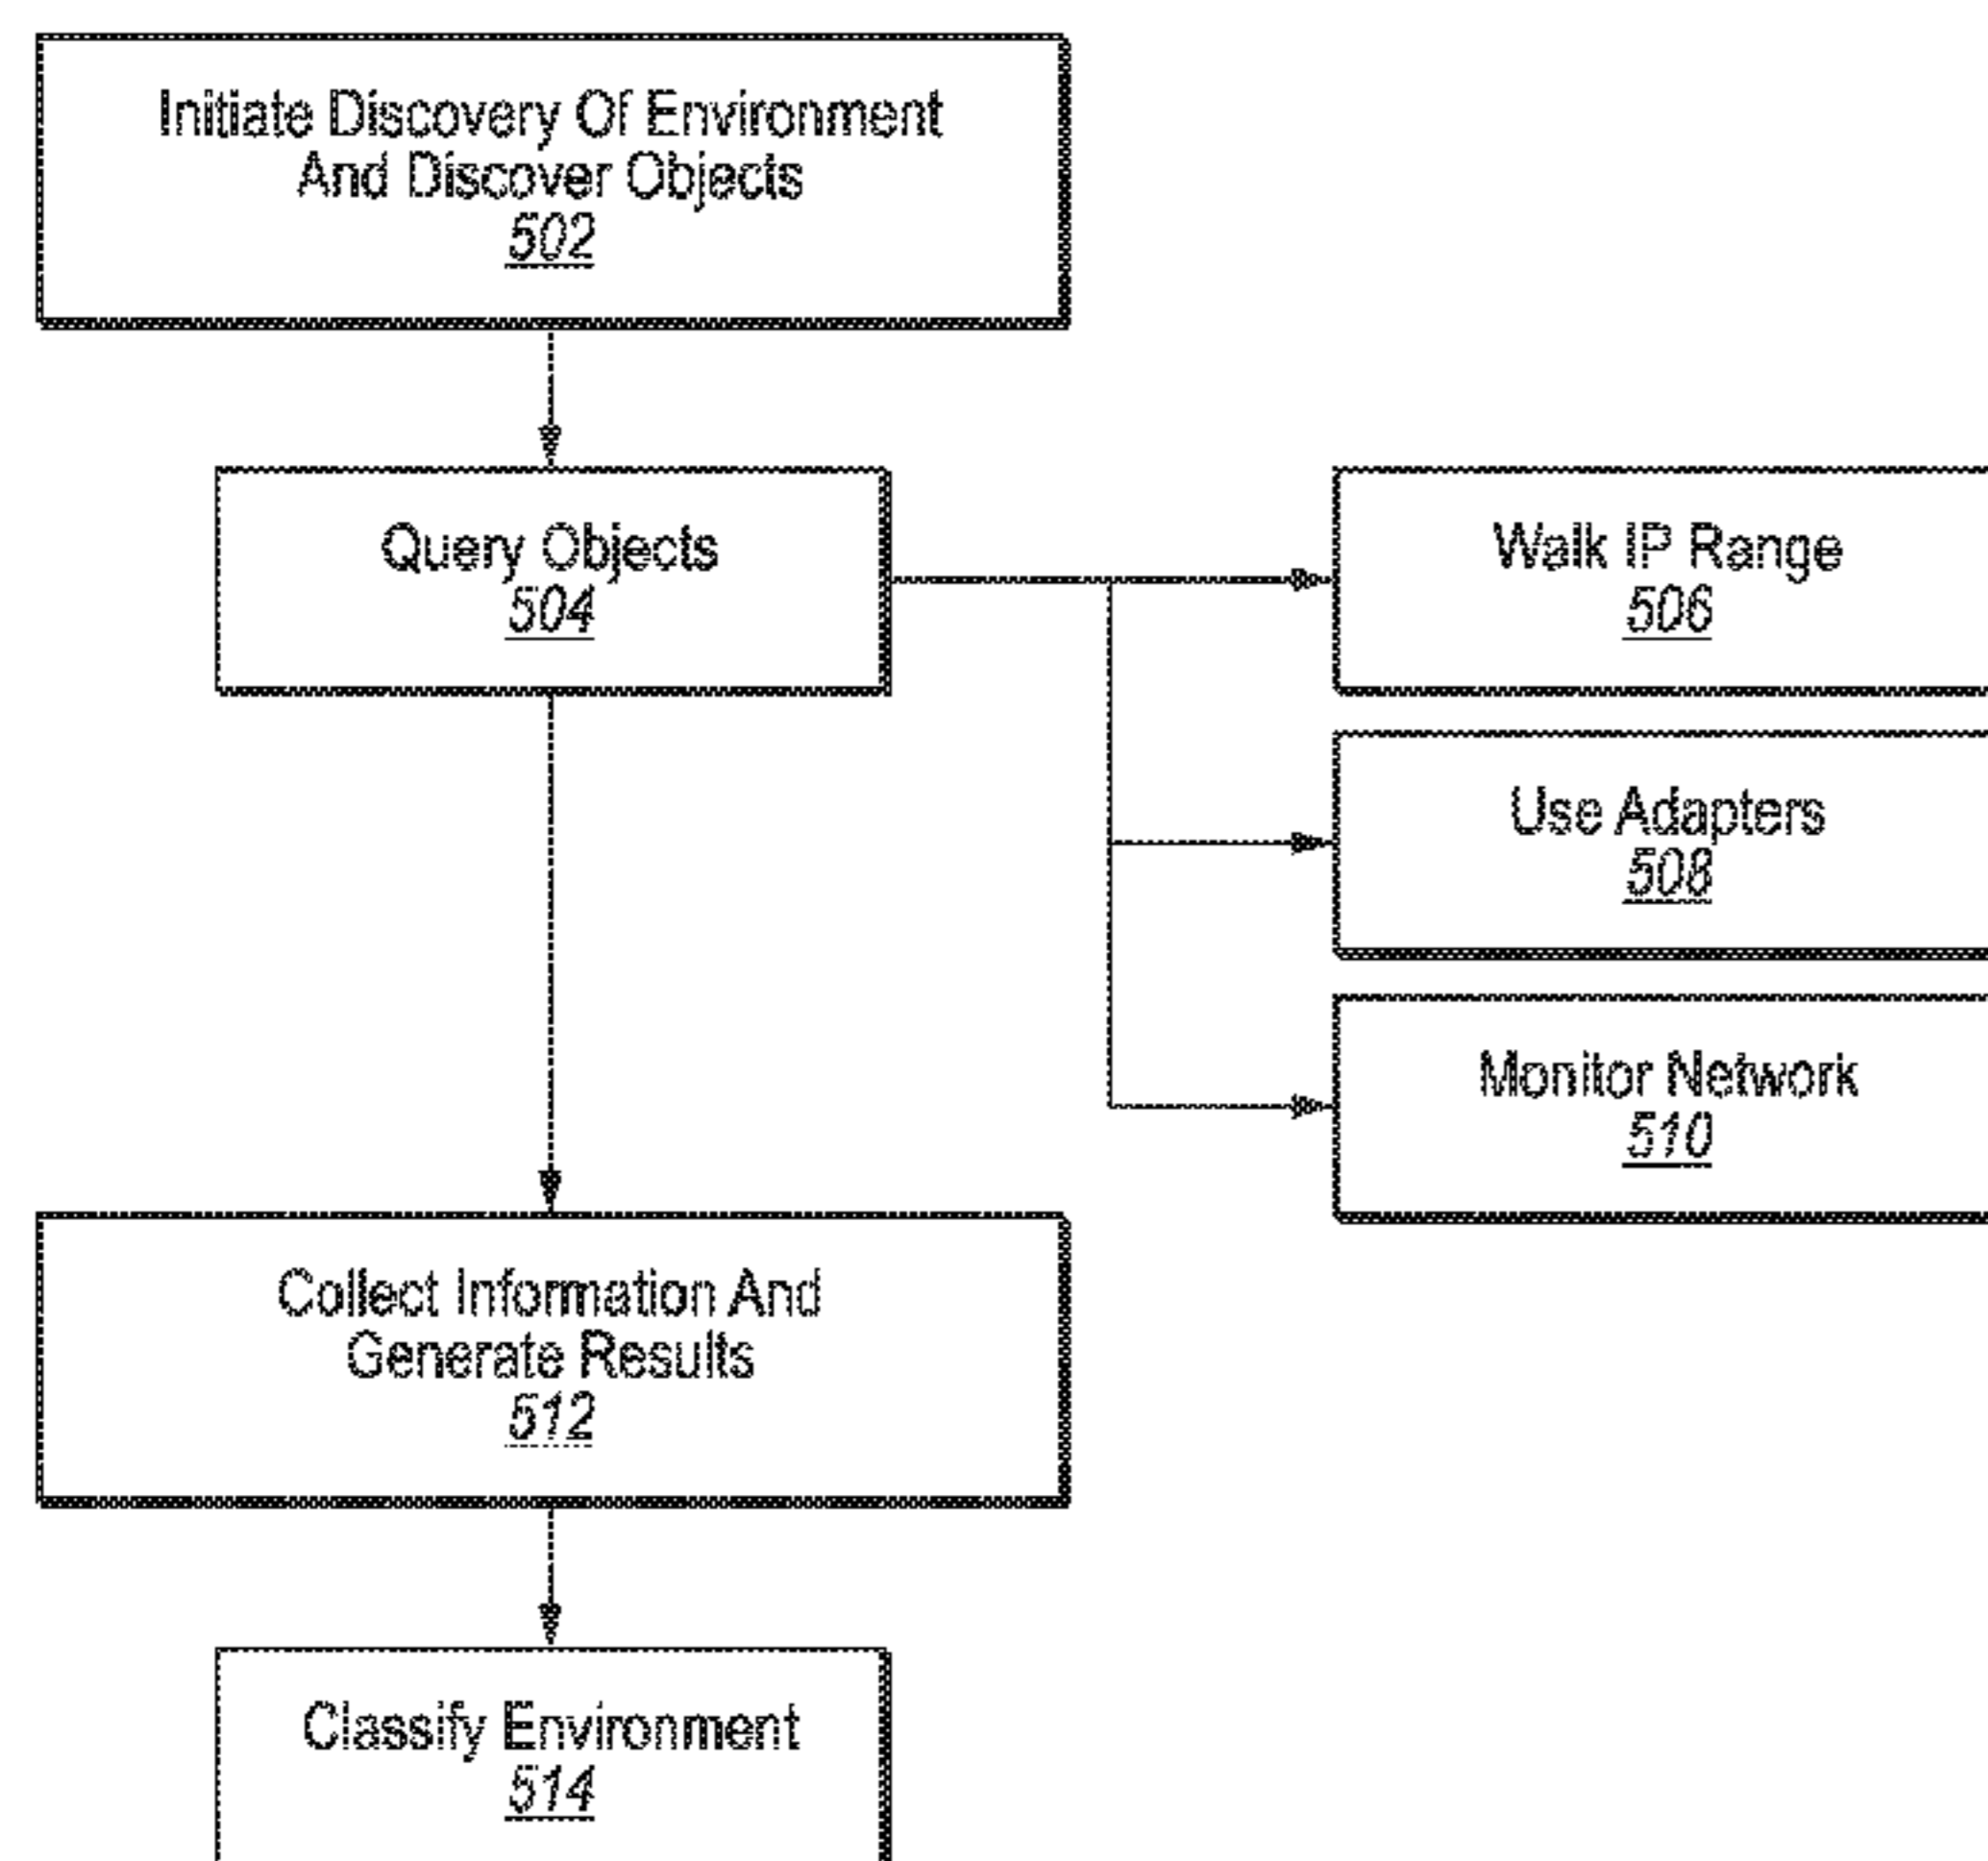 Initiate Discovery Of Environment
And Discover Objects
502
Query Objects
504
Walk IP Range
506
Use Adapters
508
Monitor Network
510
Collect Information And
Generate Results
512
Classify Environment
514